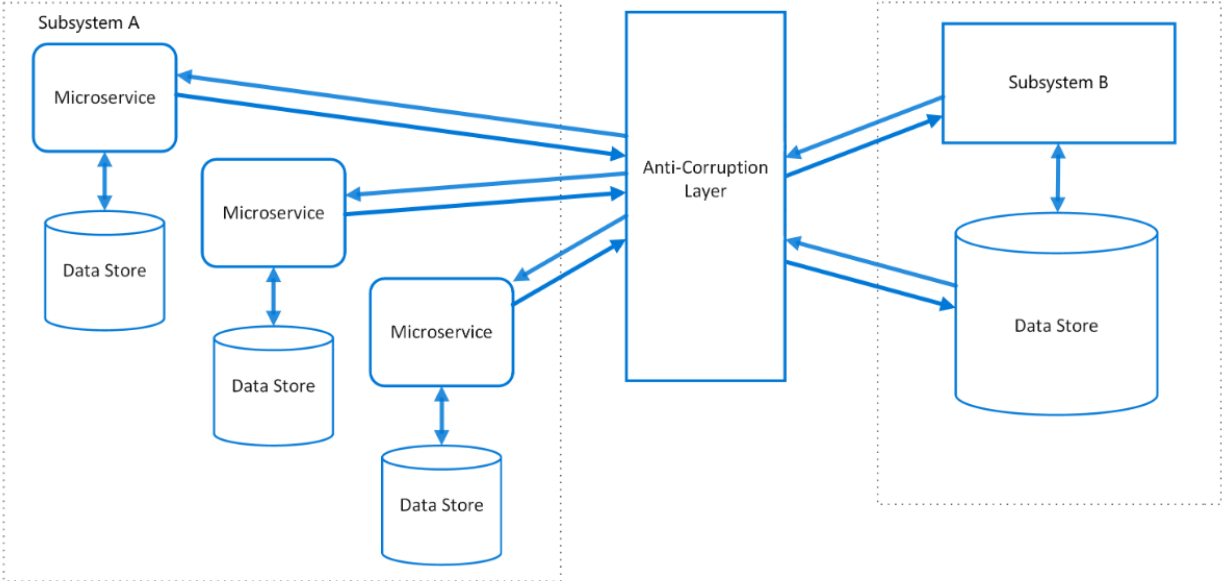 Subsystem A
Microservice
Data Store
Microservice
Data Store
Microservice
Data Store
Anti-Corruption
Layer
Subsystem B
Data Store